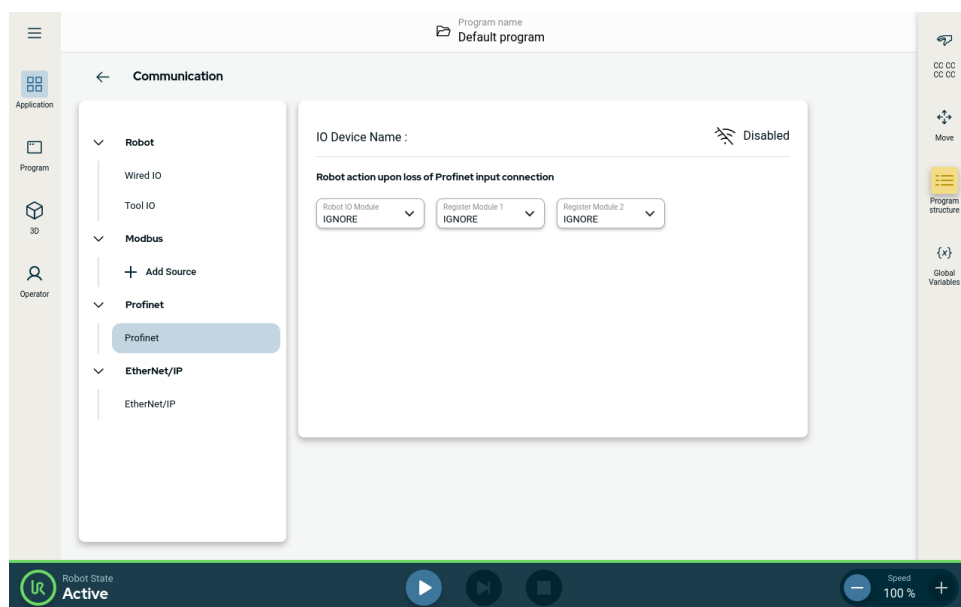 Program name
Default program
Application
Program
3D
Operator
Communication
Robot
Wired IO
Tool IO
Modbus
Add Source
Profinet
Profinet
EtherNet/IP
EtherNet/IP
IO Device Name :
Disabled
Robot action upon loss of Profinet input connection
Robot IO Module
IGNORE
Register Module 1
IGNORE
Register Module 2
IGNORE
CC CC
CC CC
Move
Program
structure
{x}
Global
Variables
Robot State
Active
Speed
100 %